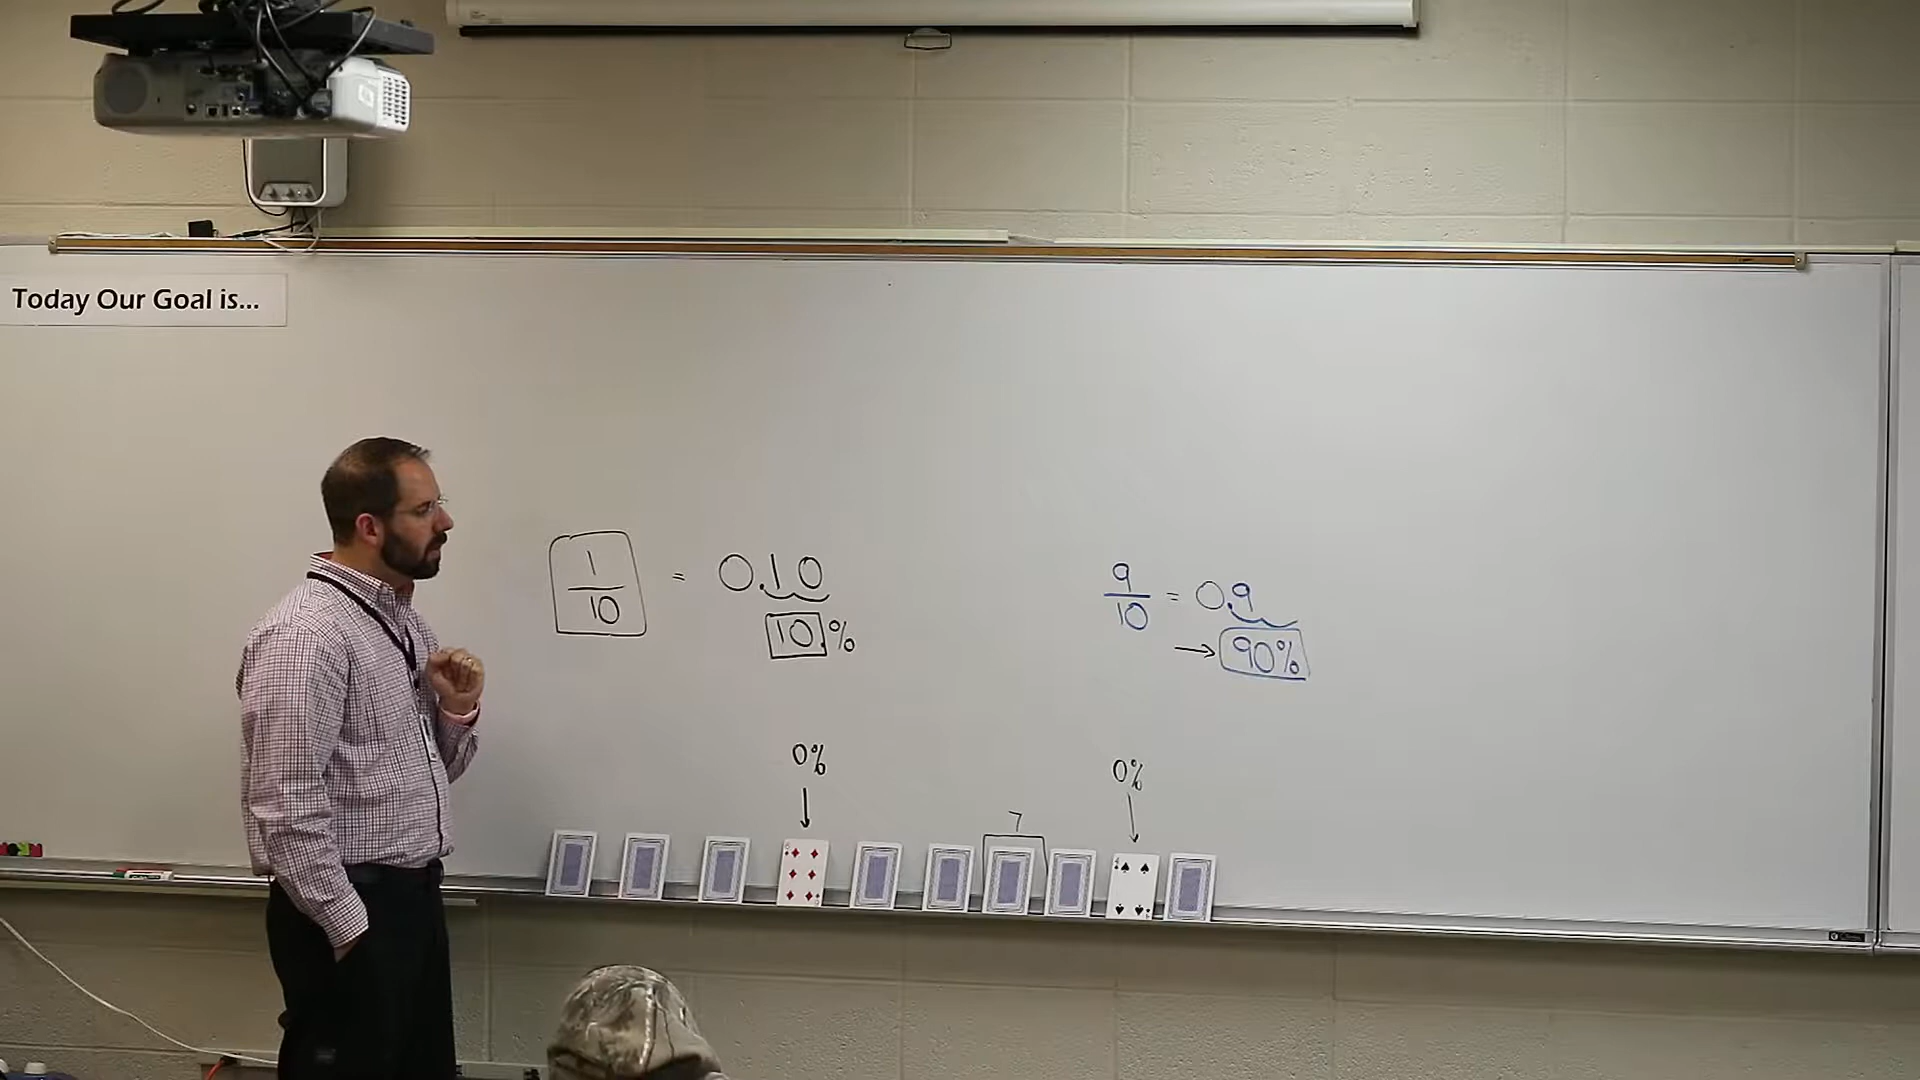 Today Our Goal is...
1/10 = 0.10
10.%
9/10 = 0.9
→ 90%
0%
0%
7